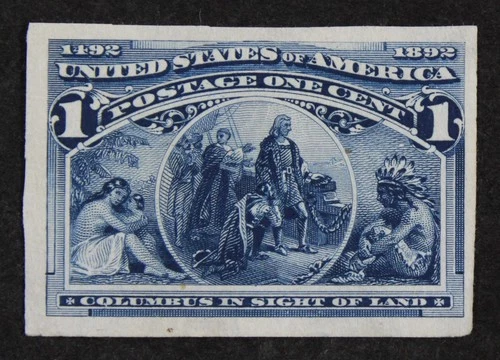 1492 1892
UNITED STATES OF AMERICA
POSTAGE ONE CENT
1 1
COLUMBUS IN SIGHT OF LAND